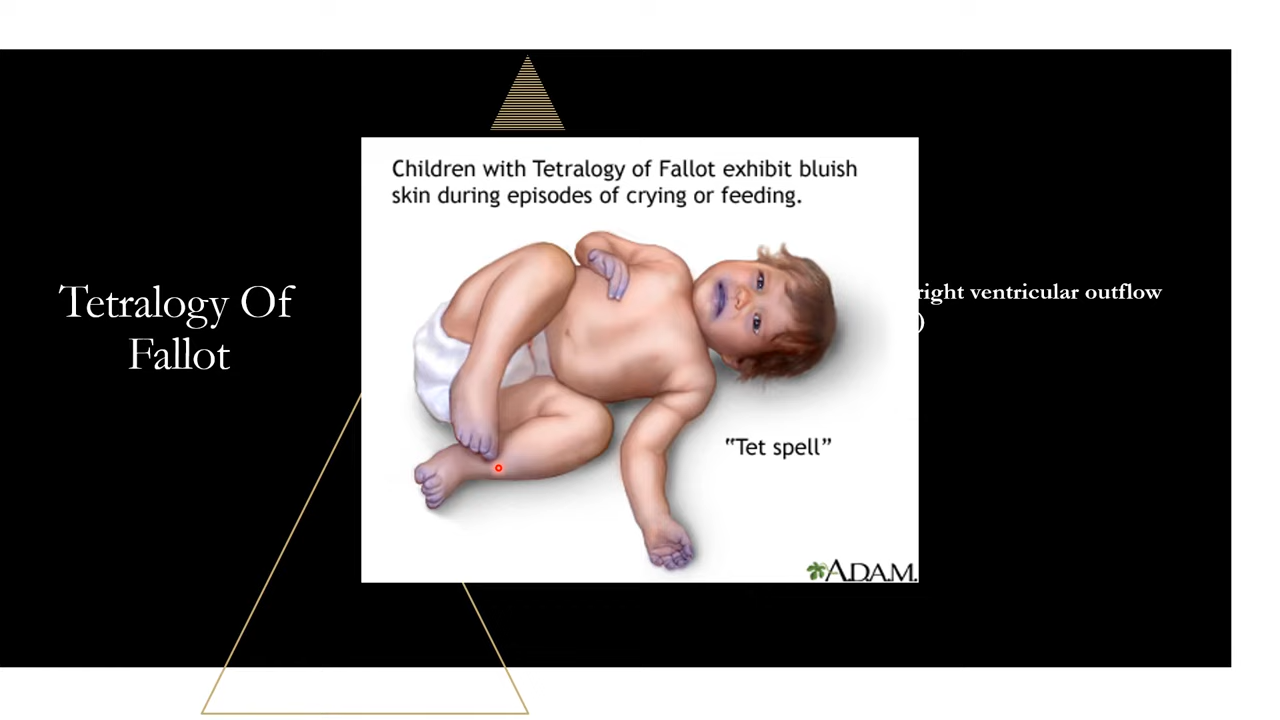 Children with Tetralogy of Fallot exhibit bluish
skin during episodes of crying or feeding.
Tetralogy Of
Fallot
right ventricular outflow
)
"Tet spell"
A.D.A.M.